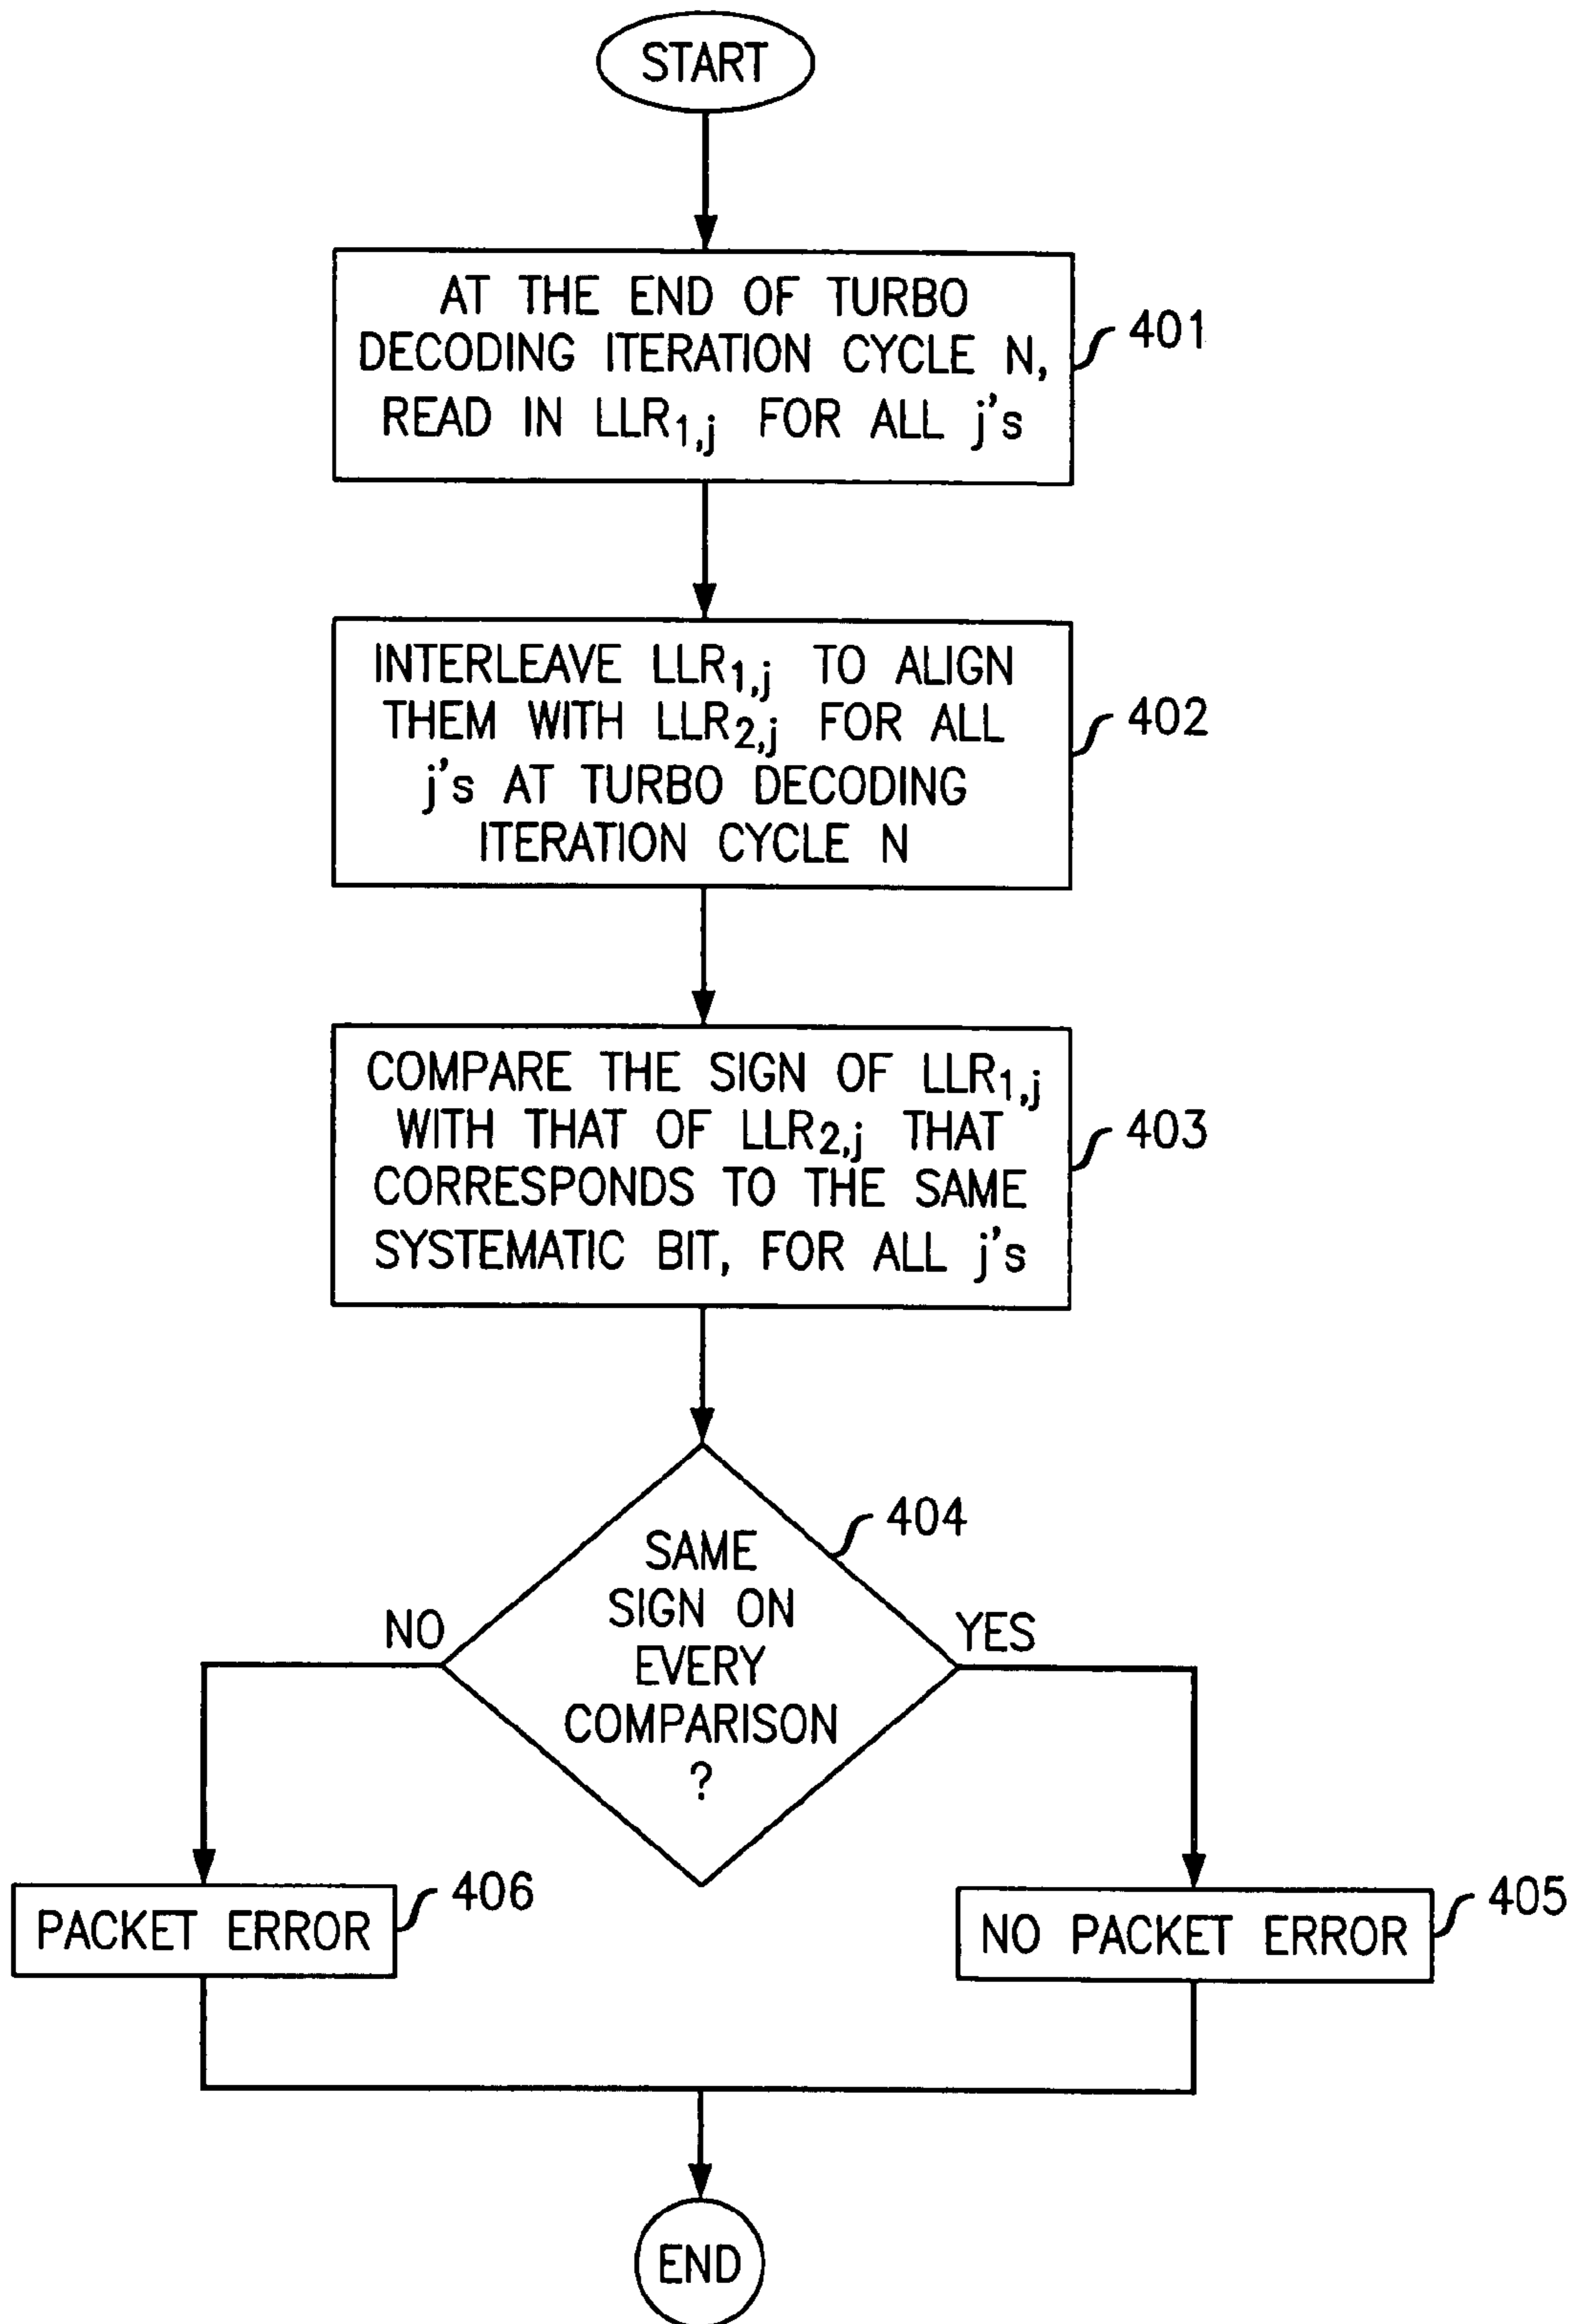 START
AT THE END OF TURBO
DECODING ITERATION CYCLE N,
READ IN LLR1,j FOR ALL j's
401
INTERLEAVE LLR1,j TO ALIGN
THEM WITH LLR2,j FOR ALL
j's AT TURBO DECODING
ITERATION CYCLE N
402
COMPARE THE SIGN OF LLR1,j
WITH THAT OF LLR2,j THAT
CORRESPONDS TO THE SAME
SYSTEMATIC BIT, FOR ALL j's
403
404
SAME
SIGN ON
EVERY
COMPARISON
?
NO
YES
PACKET ERROR
406
NO PACKET ERROR
405
END